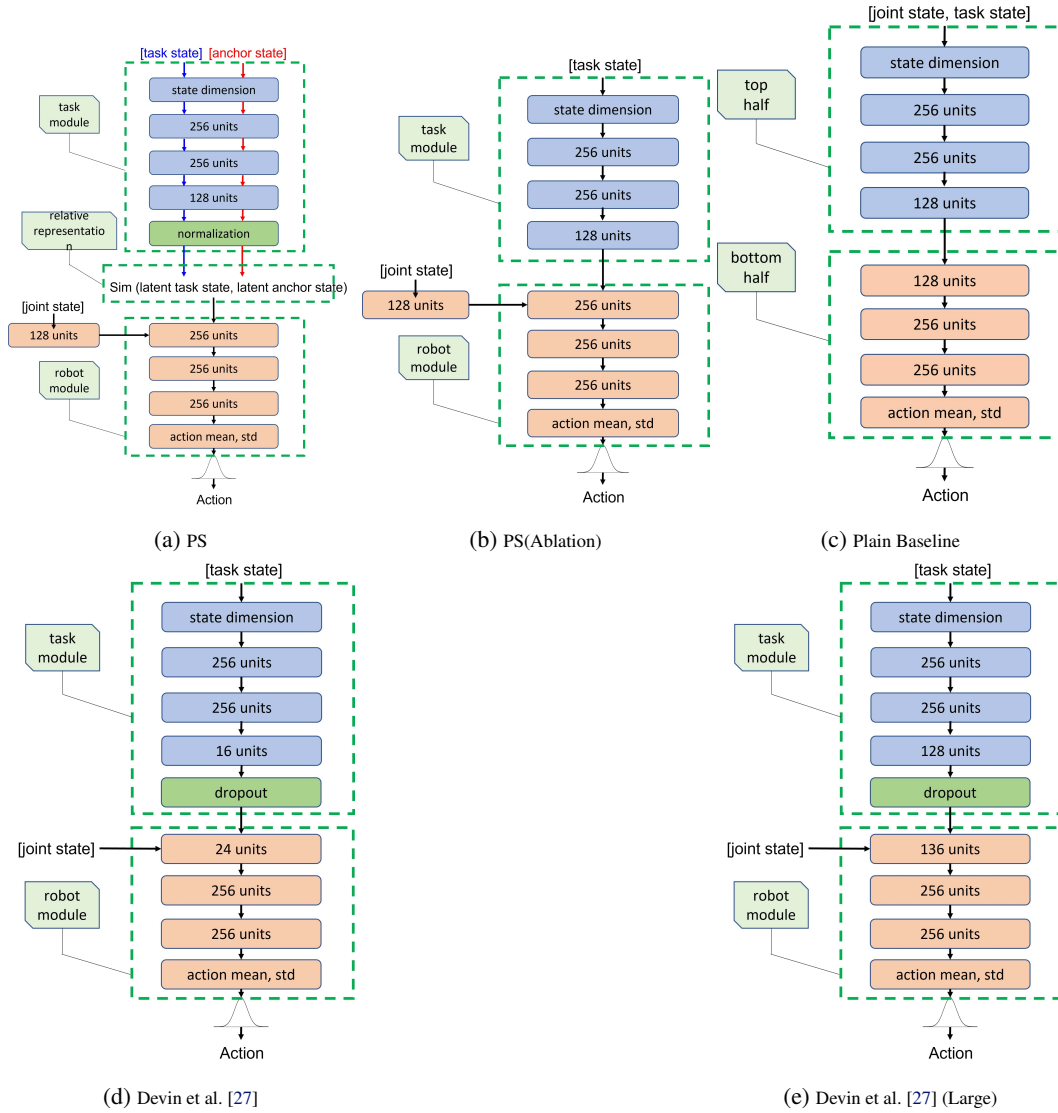 [task state] [anchor state]
state dimension
task
module
256 units
256 units
128 units
normalization
relative
representatio
n
Sim (latent task state, latent anchor state)
[joint state]
128 units
256 units
256 units
robot
module
256 units
action mean, std
Action
(a) PS
[task state]
state dimension
task
module
256 units
256 units
128 units
[joint state]
128 units
256 units
256 units
robot
module
256 units
action mean, std
Action
(b) PS(Ablation)
[joint state, task state]
state dimension
top
half
256 units
256 units
128 units
bottom
half
128 units
256 units
256 units
action mean, std
Action
(c) Plain Baseline
[task state]
state dimension
task
module
256 units
256 units
16 units
dropout
[joint state]
24 units
robot
module
256 units
256 units
action mean, std
Action
(d) Devin et al. [27]
[task state]
state dimension
task
module
256 units
256 units
128 units
dropout
[joint state]
136 units
robot
module
256 units
256 units
action mean, std
Action
(e) Devin et al. [27] (Large)